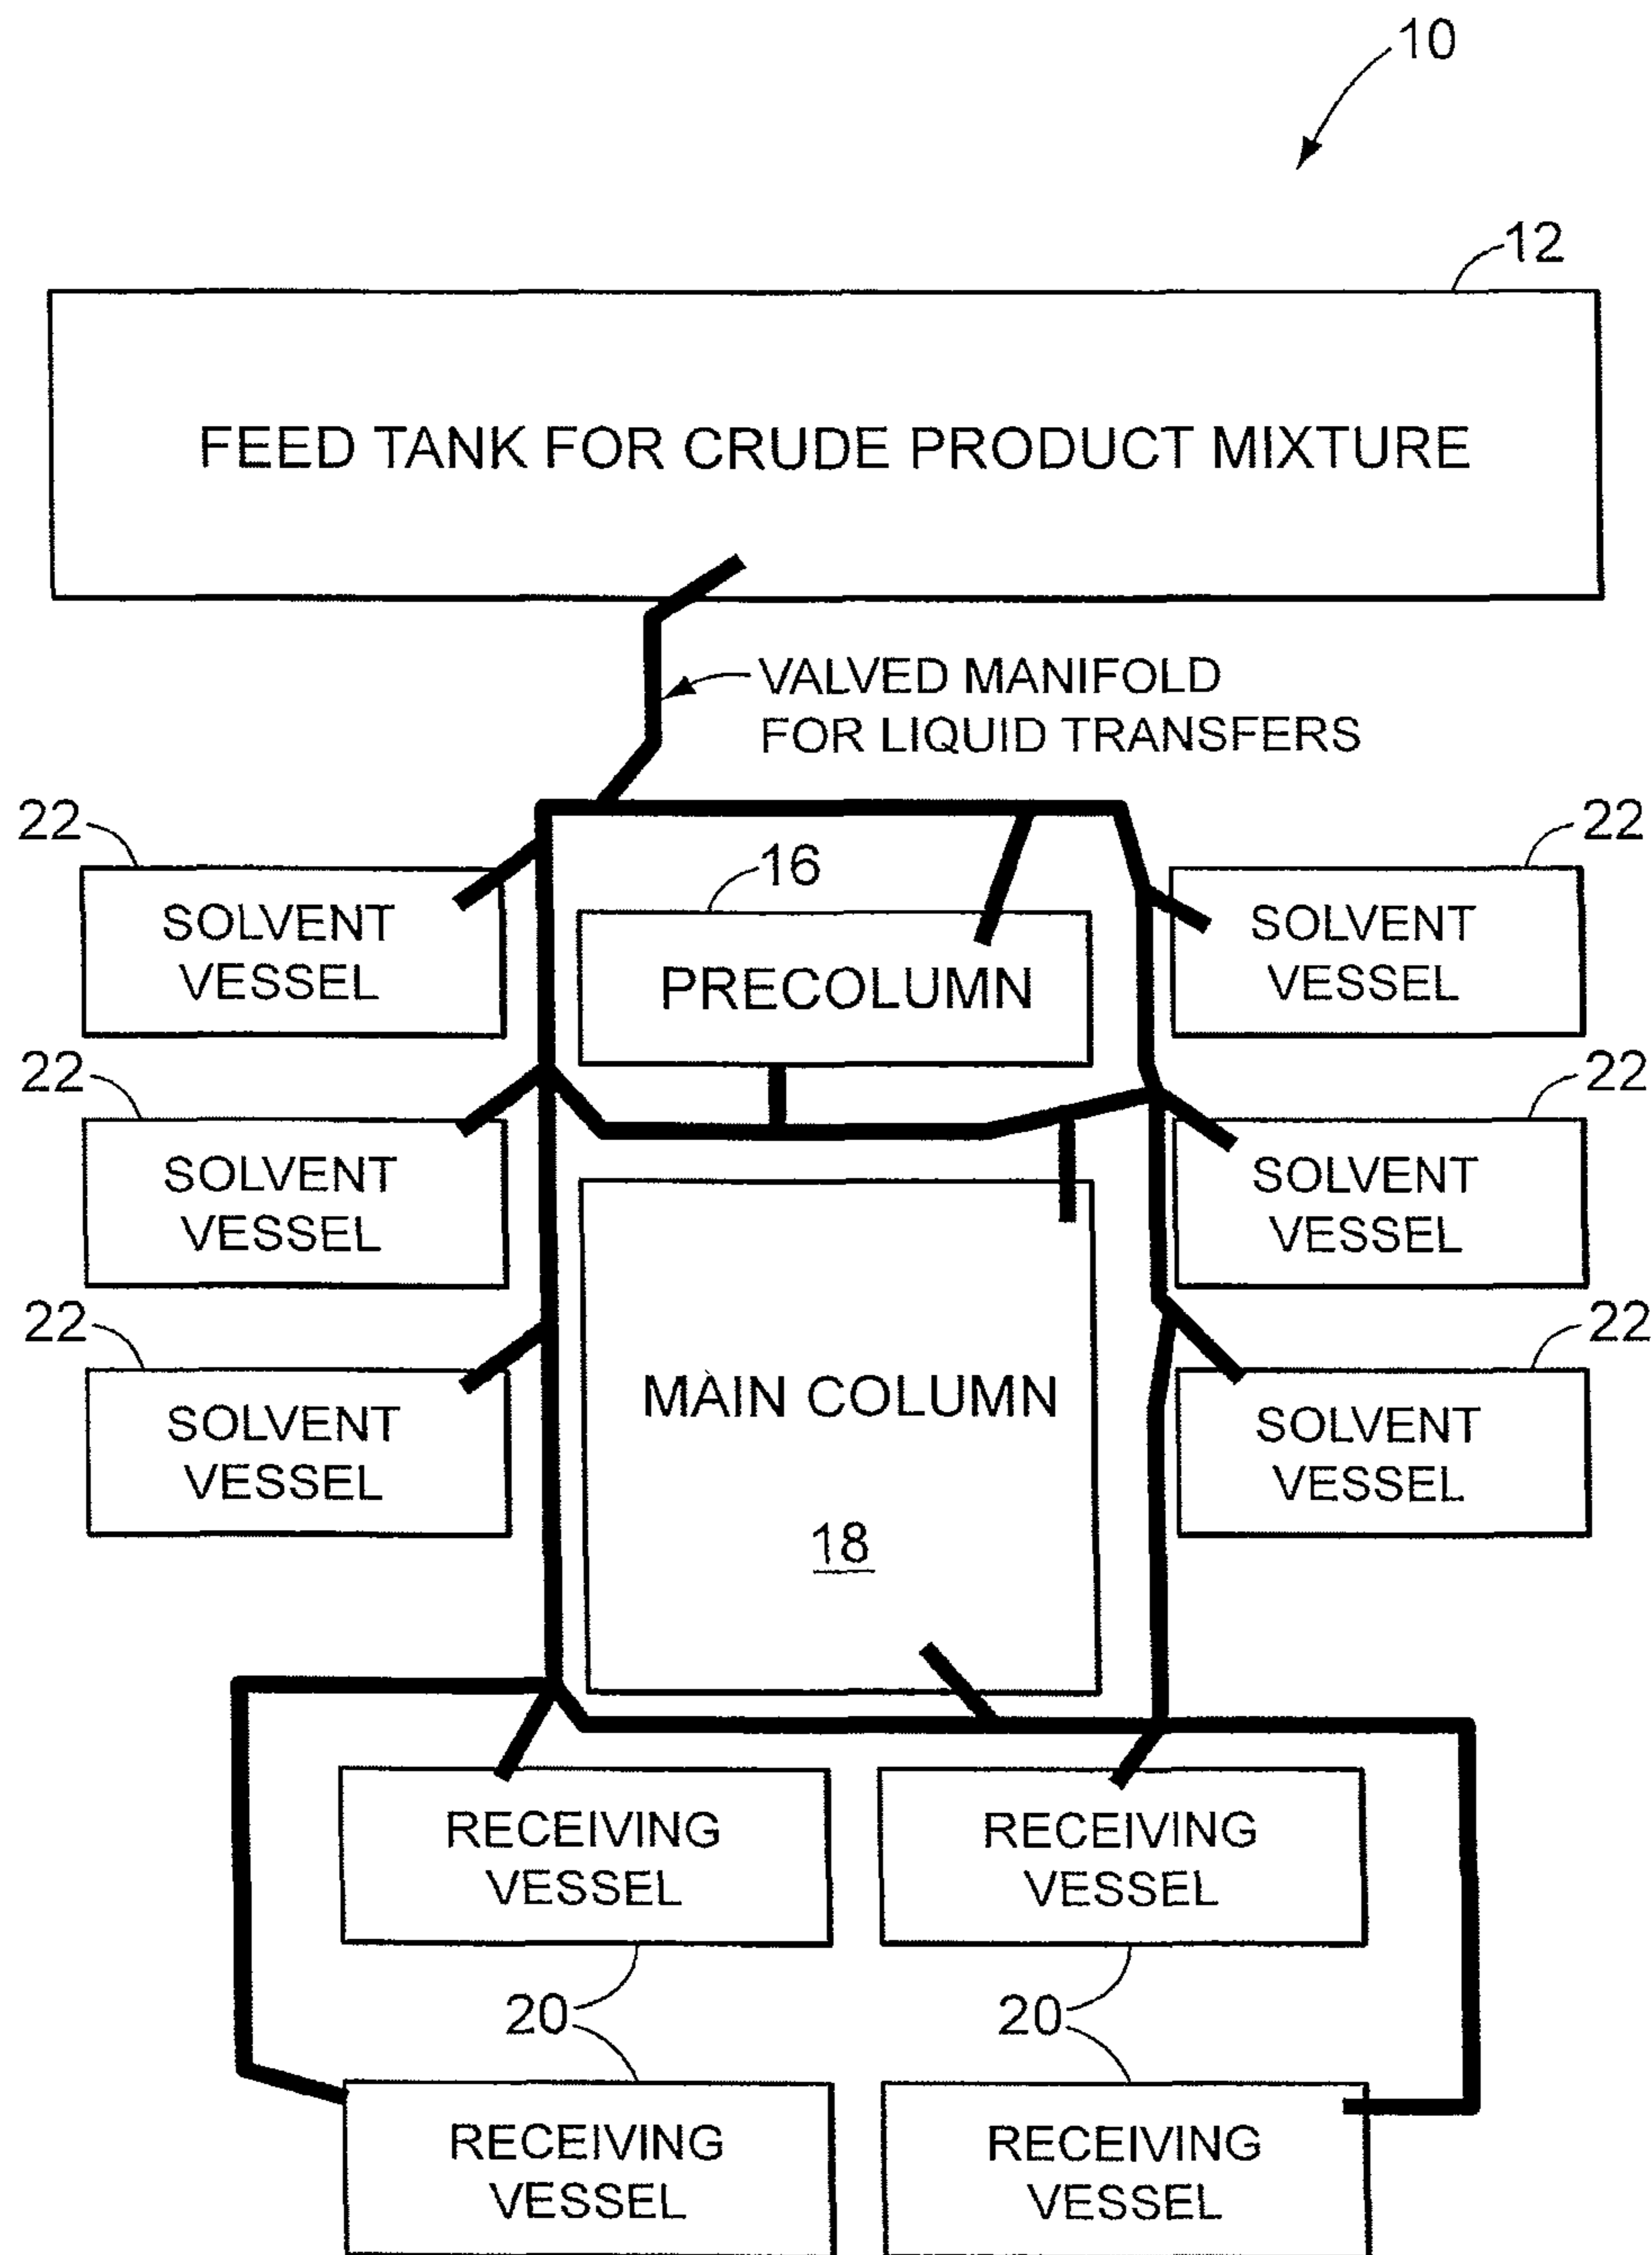 10
12
FEED TANK FOR CRUDE PRODUCT MIXTURE
VALVED MANIFOLD
FOR LIQUID TRANSFERS
22
SOLVENT
VESSEL
16
PRECOLUMN
22
SOLVENT
VESSEL
22
SOLVENT
VESSEL
22
SOLVENT
VESSEL
22
SOLVENT
VESSEL
MAIN COLUMN
18
22
SOLVENT
VESSEL
RECEIVING
VESSEL
RECEIVING
VESSEL
20
20
RECEIVING
VESSEL
RECEIVING
VESSEL